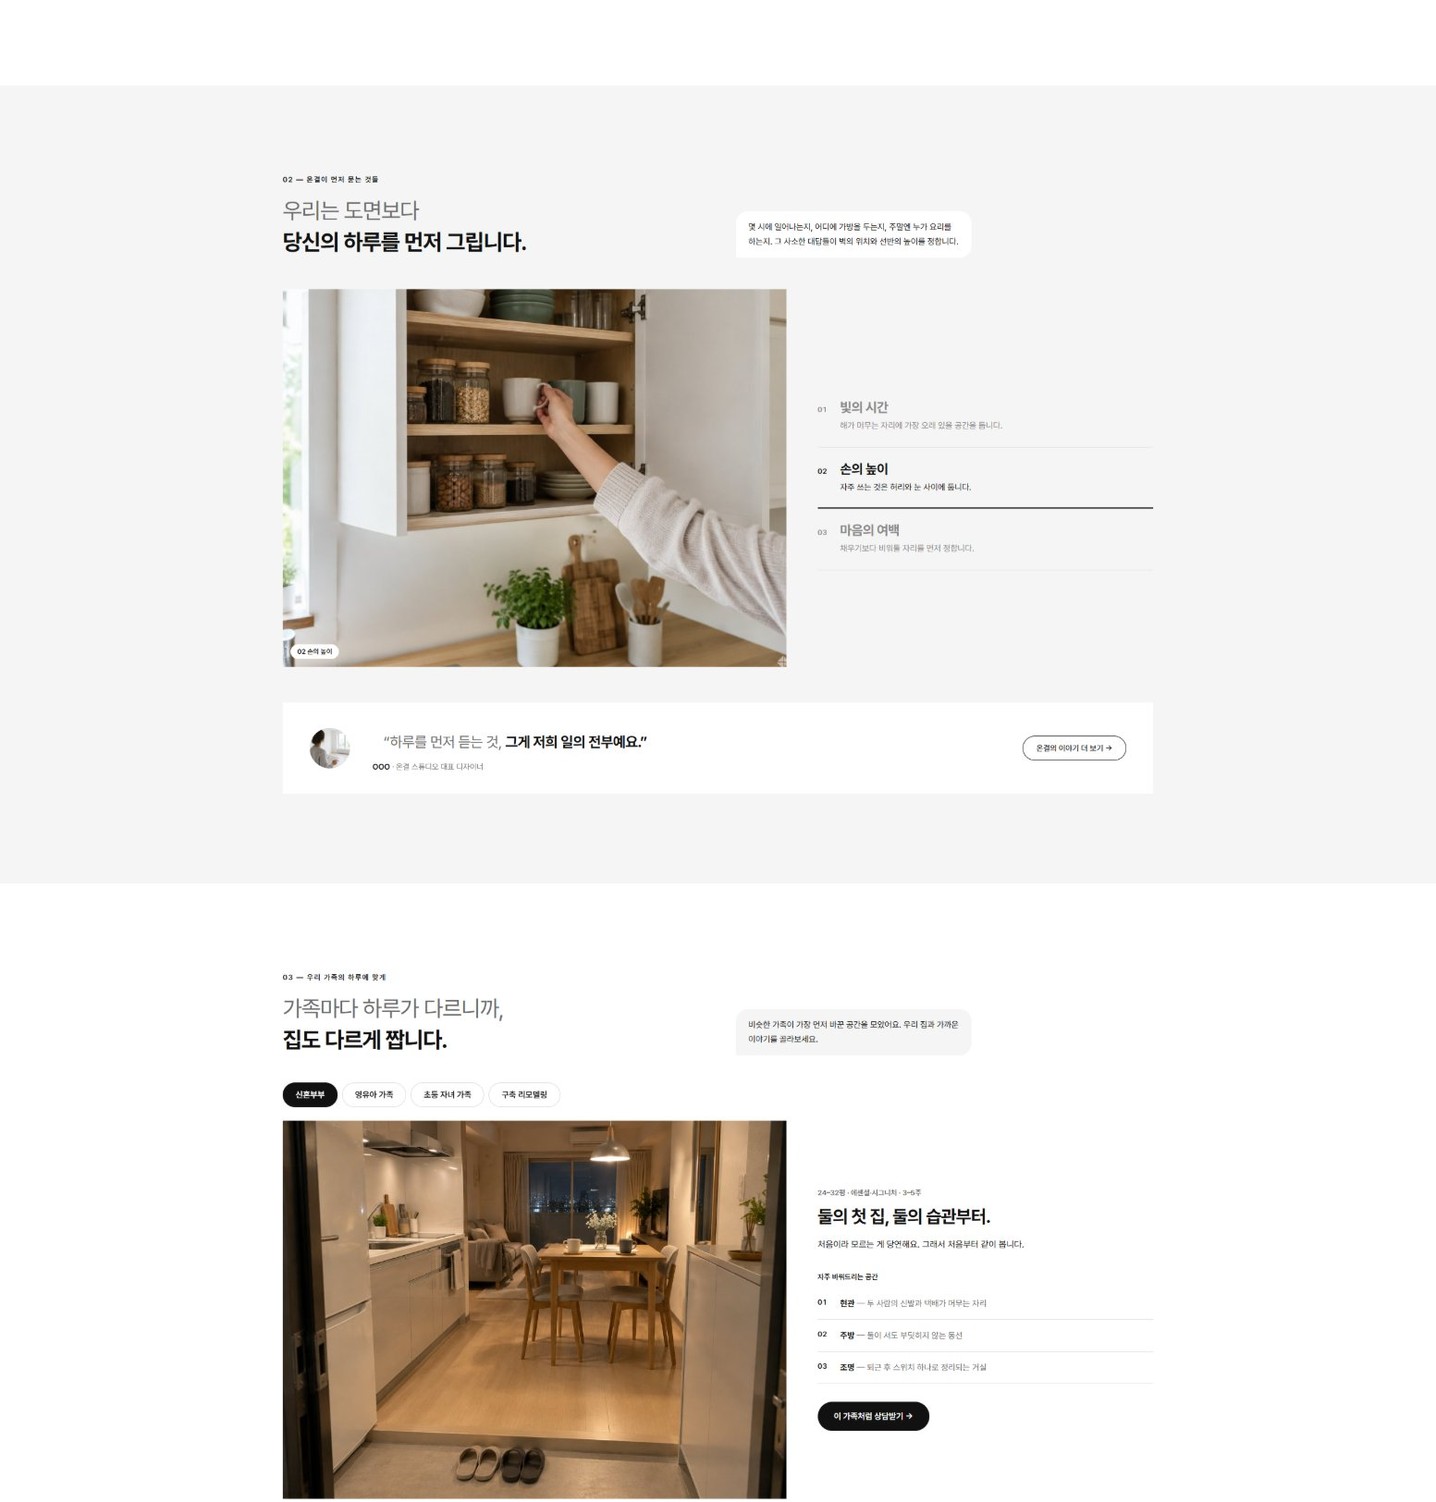 02 — 온결이 먼저 묻는 것들
우리는 도면보다
당신의 하루를 먼저 그립니다.
몇 시에 일어나는지, 어디에 가방을 두는지, 주말엔 누가 요리를
하는지. 그 사소한 대답들이 벽의 위치와 선반의 높이를 정합니다.
01 빛의 시간
해가 머무는 자리에 가장 오래 있을 공간을 둡니다.
02 손의 높이
자주 쓰는 것은 허리와 눈 사이에 둡니다.
03 마음의 여백
채우기보다 비워둘 자리를 먼저 정합니다.
02 손의 높이
“하루를 먼저 듣는 것, 그게 저희 일의 전부예요.”
OOO · 온결 스튜디오 대표 디자이너
온결의 이야기 더 보기 →
03 — 우리 가족의 하루에 맞게
가족마다 하루가 다르니까,
집도 다르게 짭니다.
비슷한 가족이 가장 먼저 바꾼 공간을 모았어요. 우리 집과 가까운
이야기를 골라보세요.
신혼부부 영유아 가족 초등 자녀 가족 구축 리모델링
24–32평 · 에센셜·시그니처 · 3–5주
둘의 첫 집, 둘의 습관부터.
처음이라 모르는 게 당연해요. 그래서 처음부터 같이 봅니다.
자주 바꿔드리는 공간
01 현관 — 두 사람의 신발과 택배가 머무는 자리
02 주방 — 둘이 서도 부딪히지 않는 동선
03 조명 — 퇴근 후 스위치 하나로 정리되는 거실
이 가족처럼 상담받기 →